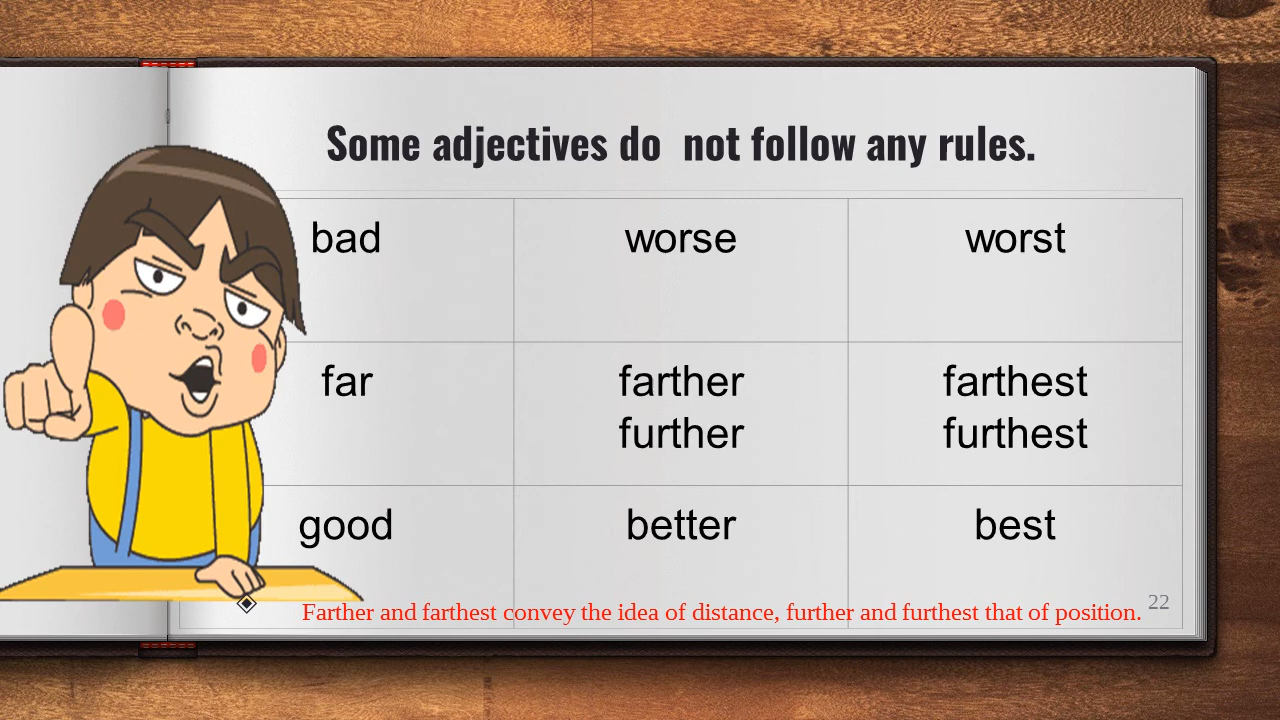 Some adjectives do  not follow any rules.
bad worse worst
far farther farthest
further furthest
good better best
Farther and farthest convey the idea of distance, further and furthest that of position.
22